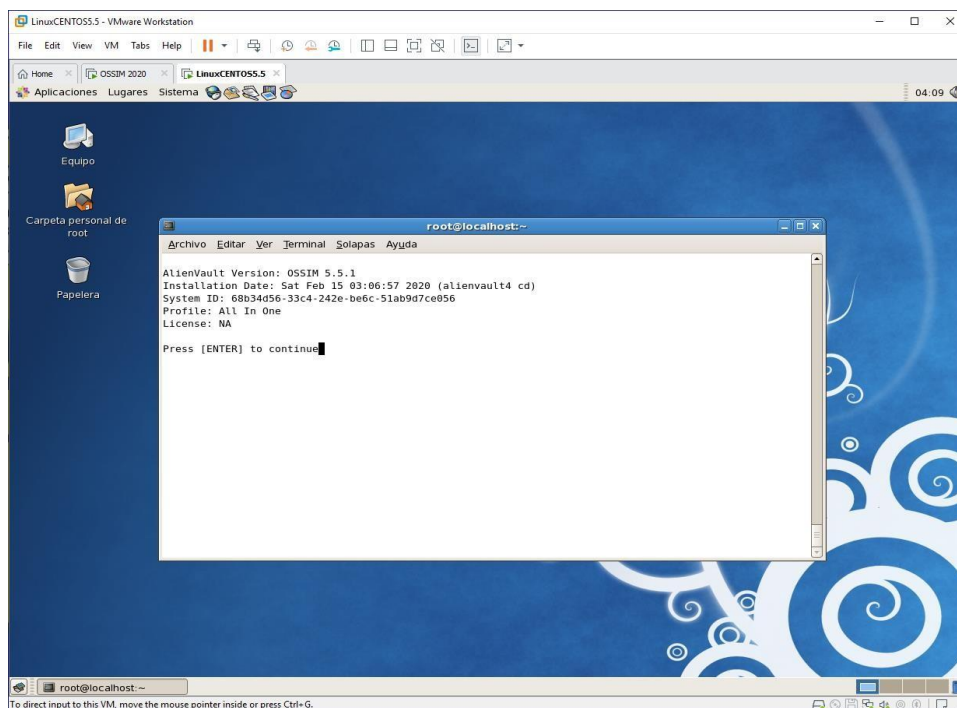 LinuxCENTOS5.5 - VMware Workstation
File Edit View VM Tabs Help
Home OSSIM 2020 LinuxCENTOS5.5
Aplicaciones Lugares Sistema 04:09
Equipo
Carpeta personal de
root
Papelera
root@localhost:~
Archivo Editar Ver Terminal Solapas Ayuda
AlienVault Version: OSSIM 5.5.1
Installation Date: Sat Feb 15 03:06:57 2020 (alienvault4 cd)
System ID: 68b34d56-33c4-242e-be6c-51ab9d7ce056
Profile: All In One
License: NA
Press [ENTER] to continue
root@localhost:~
To direct input to this VM, move the mouse pointer inside or press Ctrl+G.